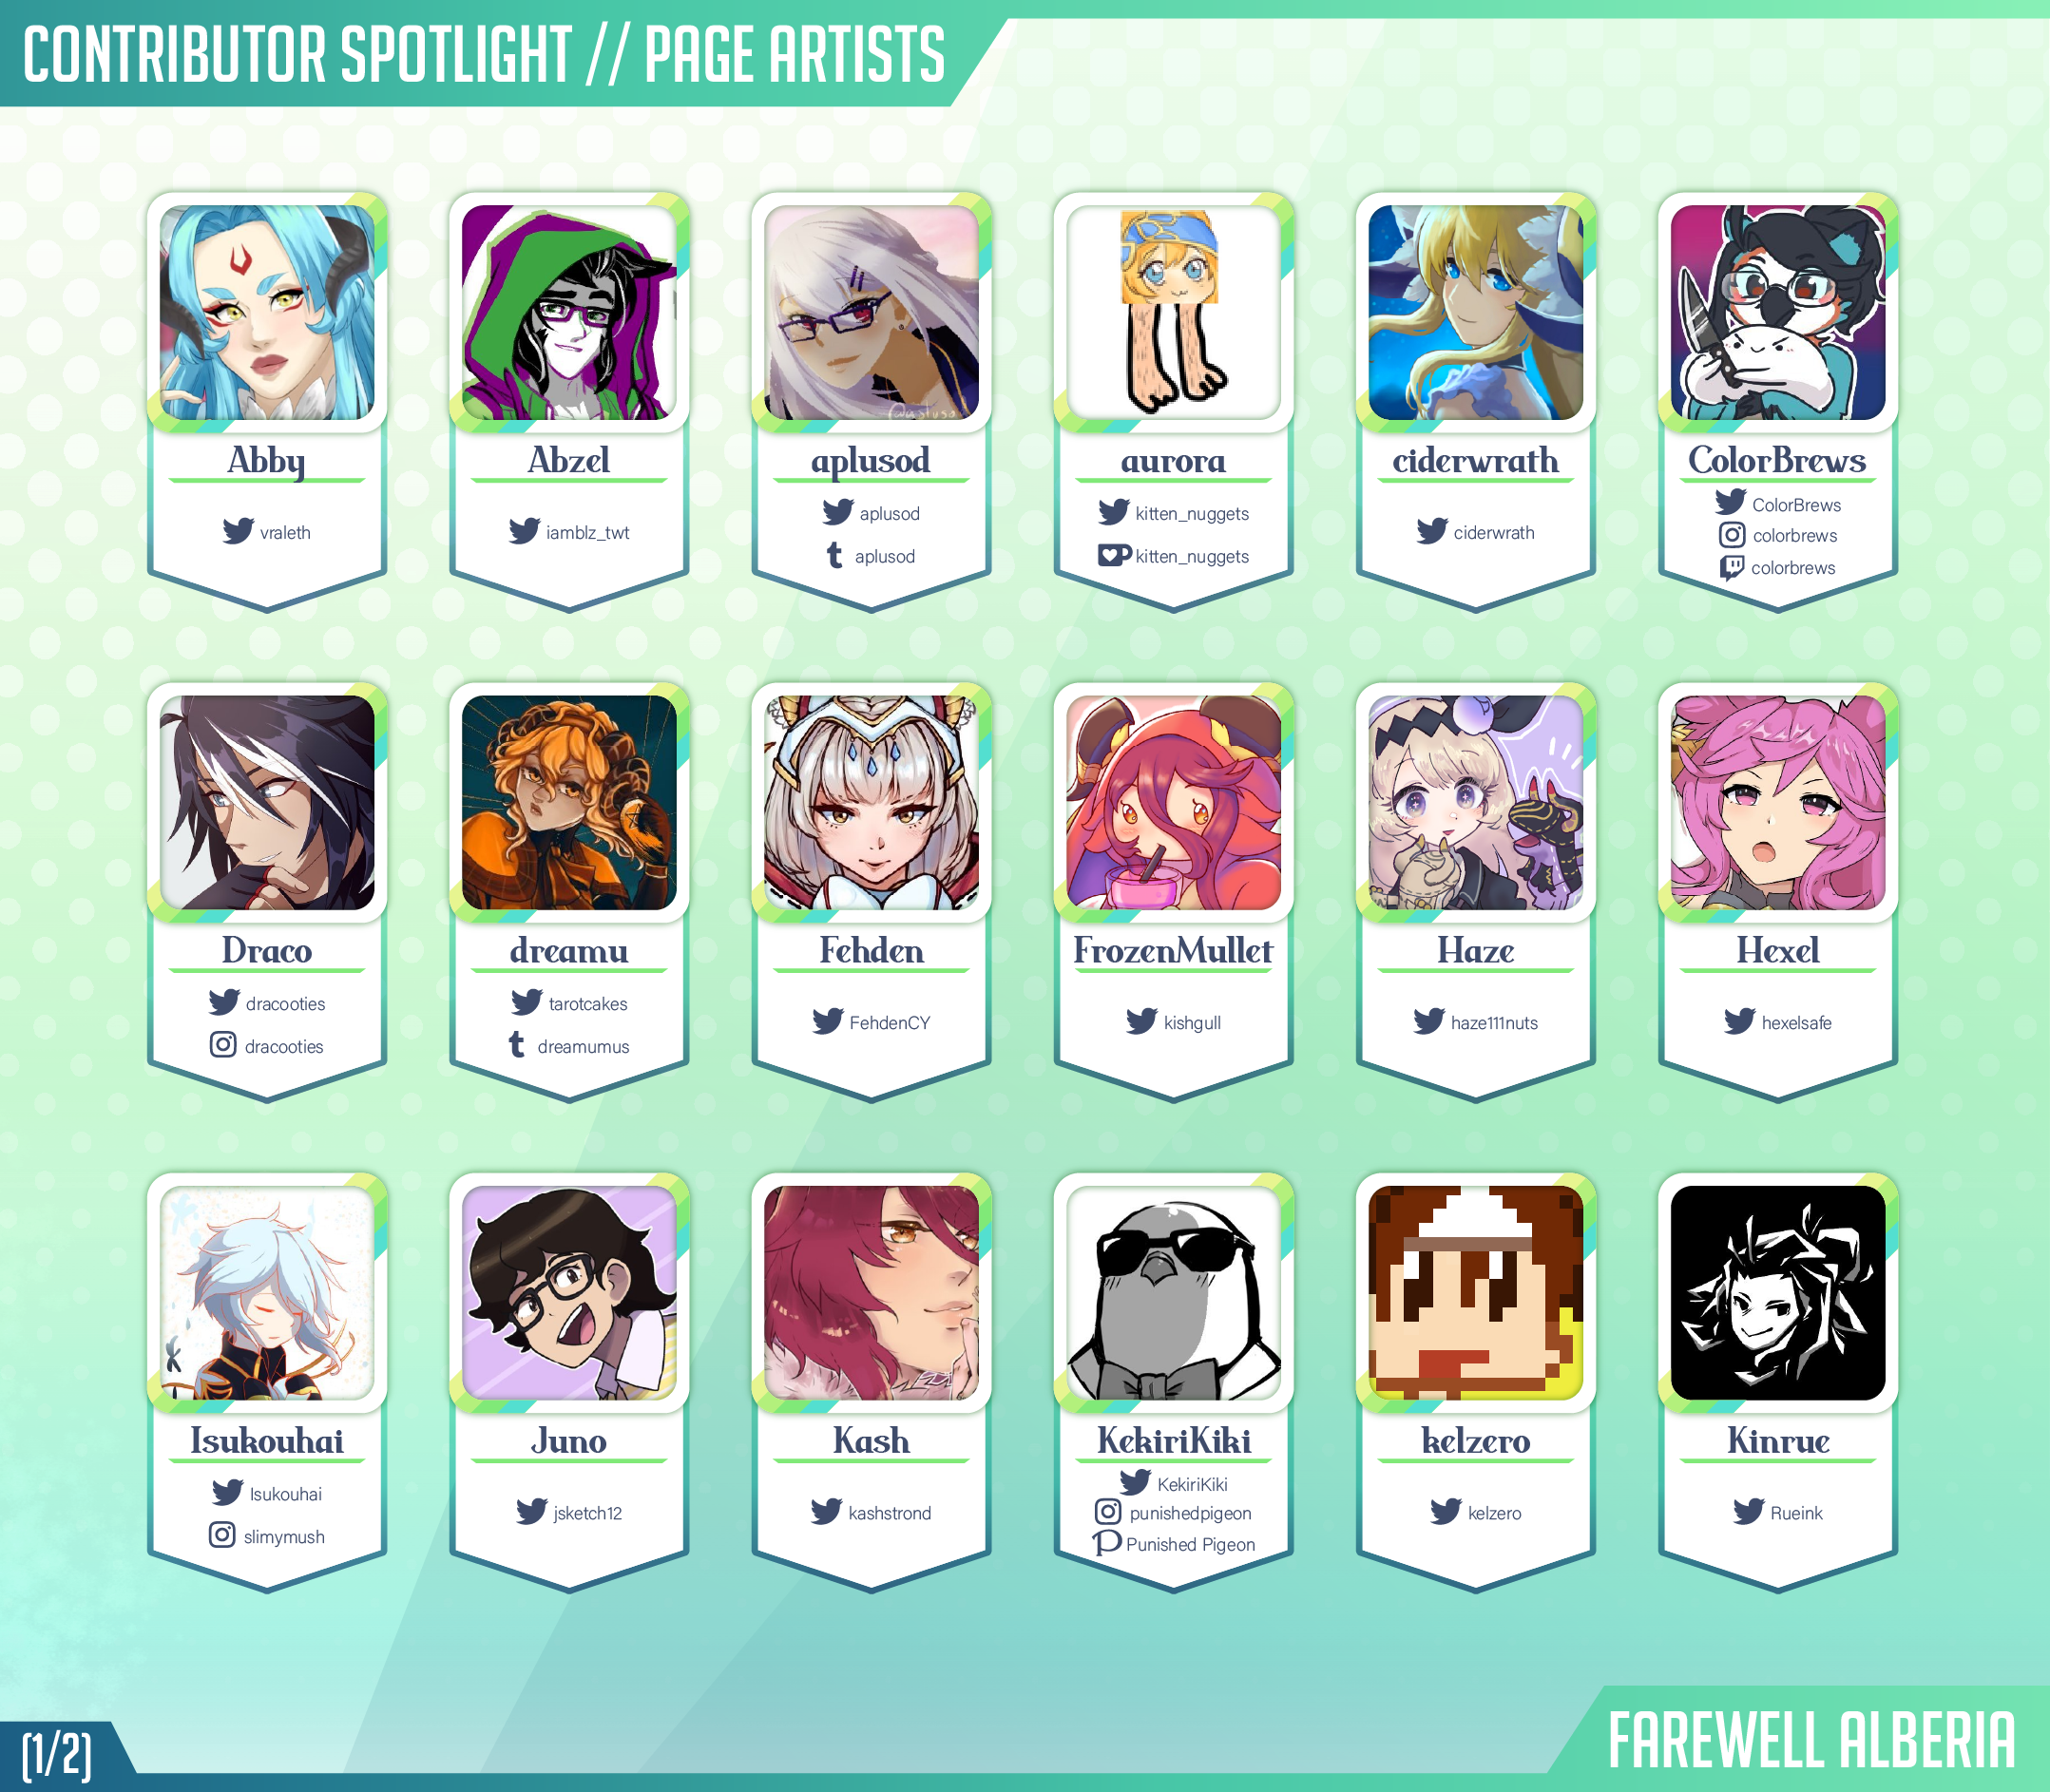 CONTRIBUTOR SPOTLIGHT // PAGE ARTISTS
Abby
vraleth
Abzel
iamblz_twt
aplusod
aplusod
aplusod
aurora
kitten_nuggets
kitten_nuggets
ciderwrath
ciderwrath
ColorBrews
ColorBrews
colorbrews
colorbrews
Draco
dracooties
dracooties
dreamu
tarotcakes
dreamumus
Fehden
FehdenCY
FrozenMullet
kishgull
Haze
haze111nuts
Hexel
hexelsafe
Isukouhai
Isukouhai
slimymush
Juno
jsketch12
Kash
kashstrond
KekiriKiki
KekiriKiki
punishedpigeon
Punished Pigeon
kelzero
kelzero
Kinrue
Rueink
(1/2)
FAREWELL ALBERIA